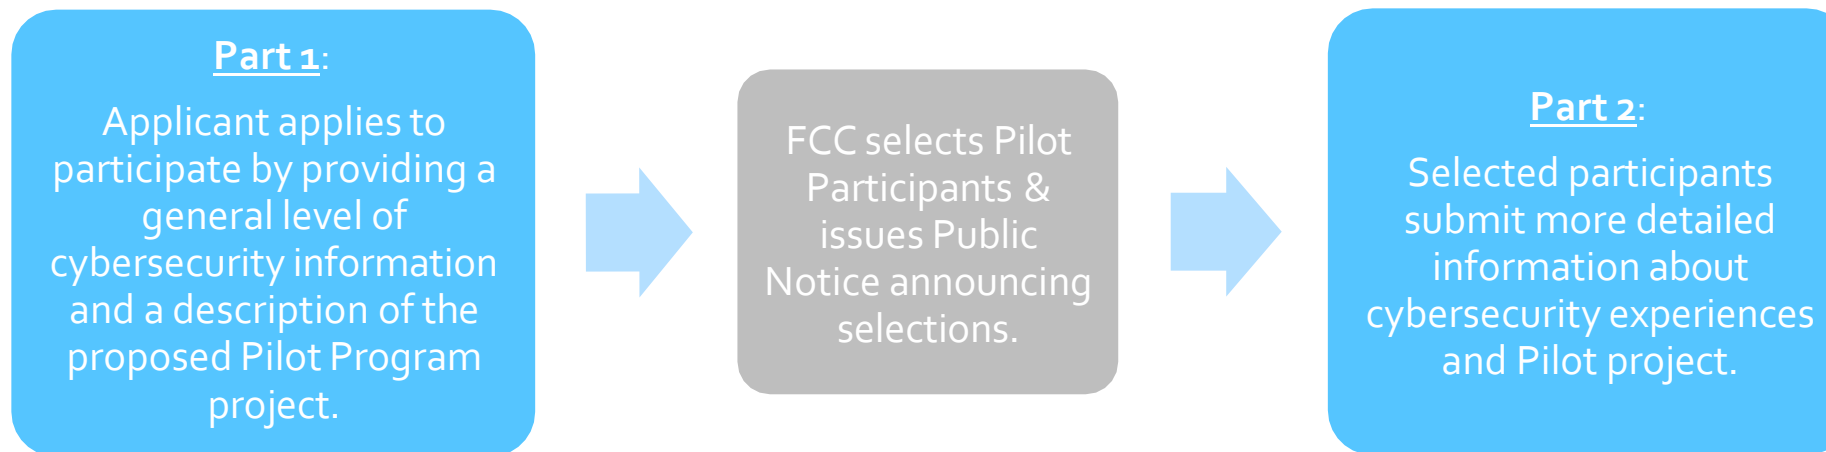 Part 1:
Applicant applies to
participate by providing a
general level of
cybersecurity information
and a description of the
proposed Pilot Program
project.
FCC selects Pilot
Participants &
issues Public
Notice announcing
selections.
Part 2:
Selected participants
submit more detailed
information about
cybersecurity experiences
and Pilot project.